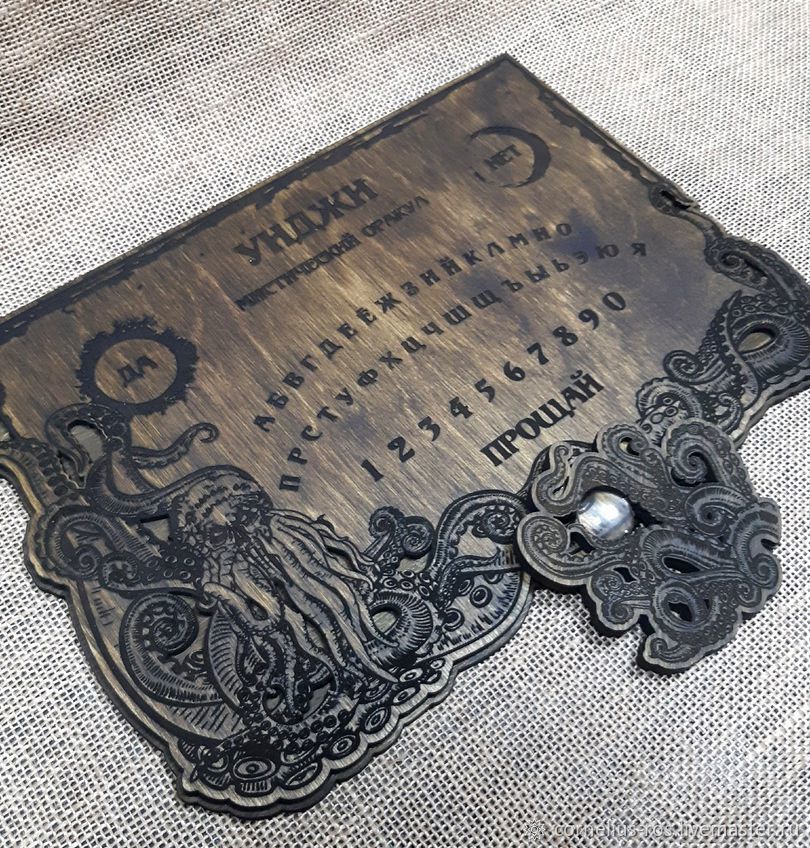 НЕТ
УИДЖИ
МИСТИЧЕСКИЙ ОРАКУЛ
ДА
АБВГДЕЁЖЗИЙКЛМНО
ПРСТУФХЦЧШЩЪЫЬЭЮЯ
1234567890
ПРОЩАЙ
cornelius-ros.livemaster.ru